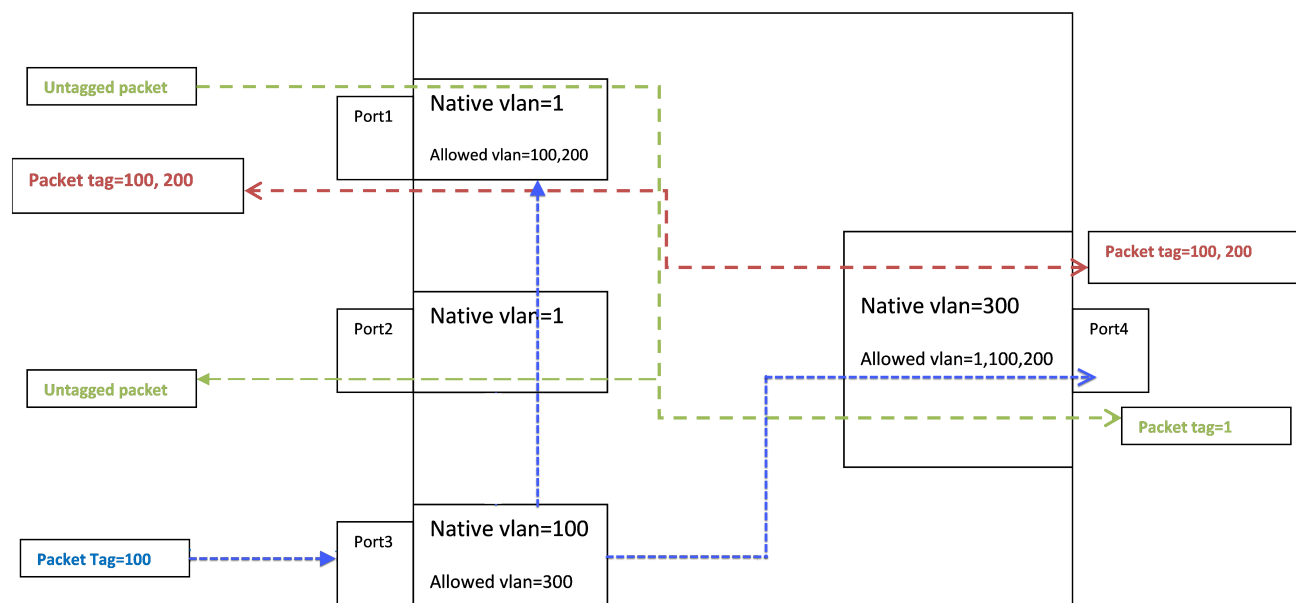 Untagged packet
Native vlan=1
Port1
Allowed vlan=100,200
Packet tag=100, 200
Packet tag=100, 200
Native vlan=300
Native vlan=1
Port2
Port4
Allowed vlan=1,100,200
Untagged packet
Packet tag=1
Native vlan=100
Port3
Packet Tag=100
Allowed vlan=300